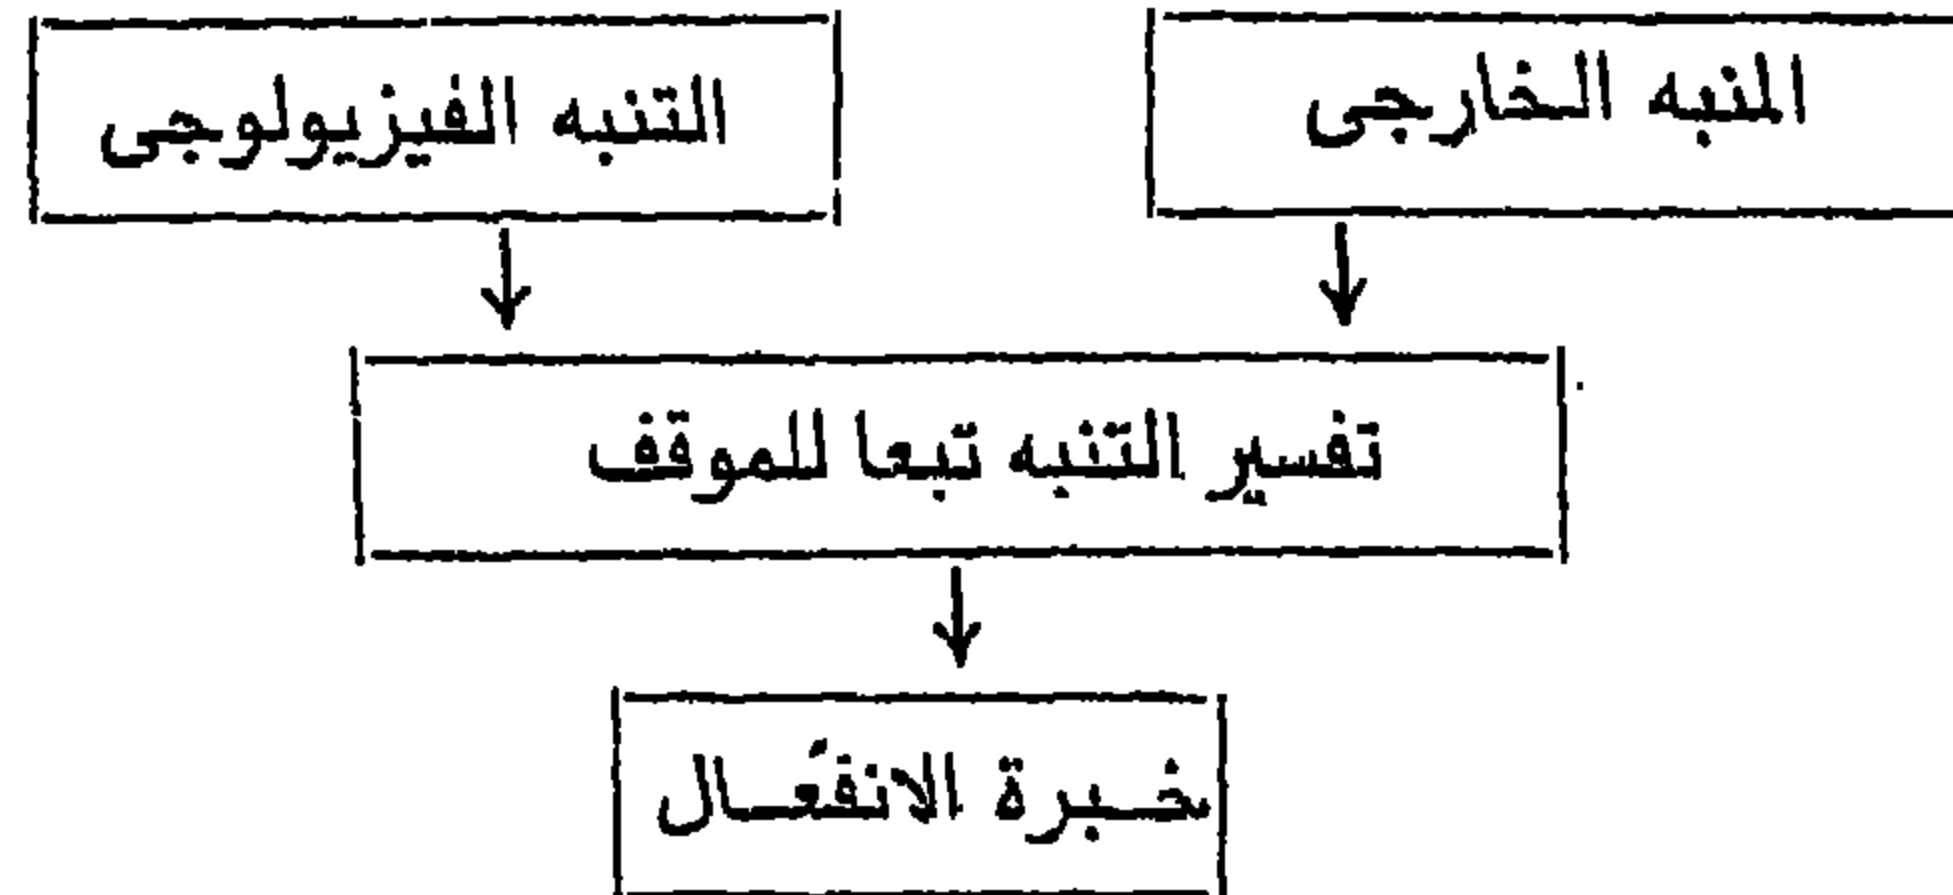 المنبه الخارجى
التنبه الفيزيولوجى
تفسير التنبه تبعا للموقف
خبرة الانفعال